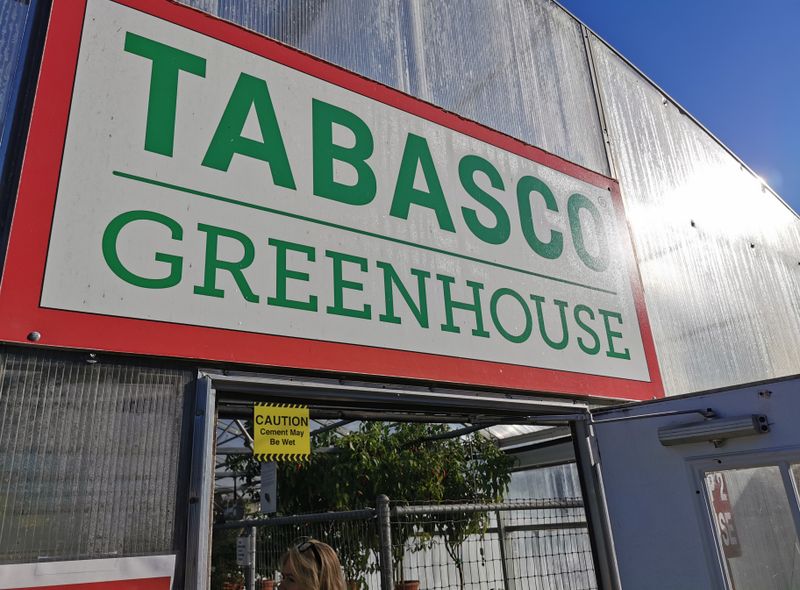 TABASCO®
GREENHOUSE
CAUTION
Cement May
Be Wet